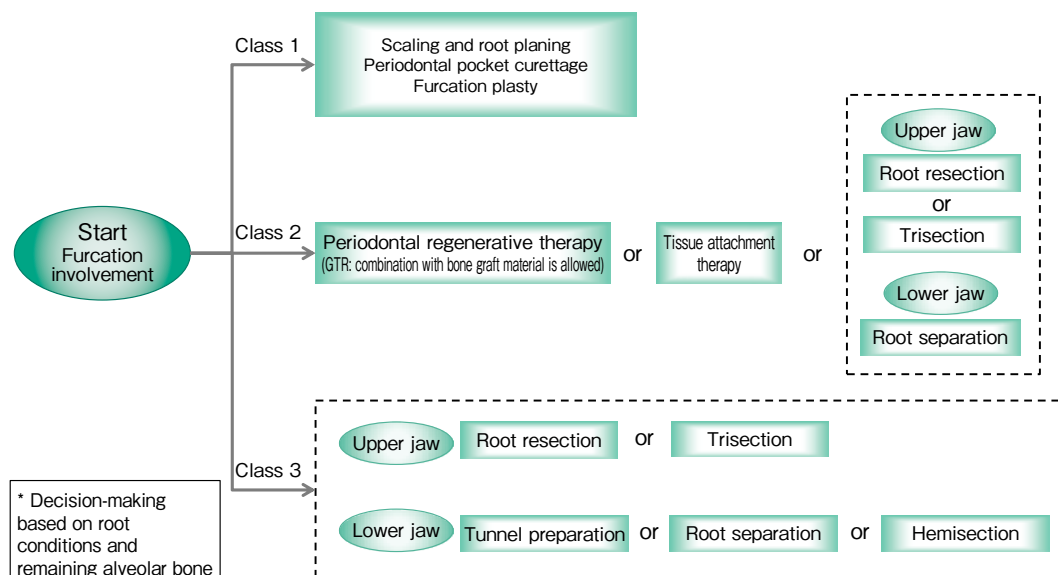 Class 1
Scaling and root planing
Periodontal pocket curettage
Furcation plasty
Start
Furcation
involvement
Class 2
Periodontal regenerative therapy
(GTR: combination with bone graft material is allowed)
or
Tissue attachment
therapy
or
Upper jaw
Root resection
or
Trisection
Lower jaw
Root separation
Class 3
Upper jaw
Root resection
or
Trisection
Lower jaw
Tunnel preparation
or
Root separation
or
Hemisection
* Decision-making
based on root
conditions and
remaining alveolar bone